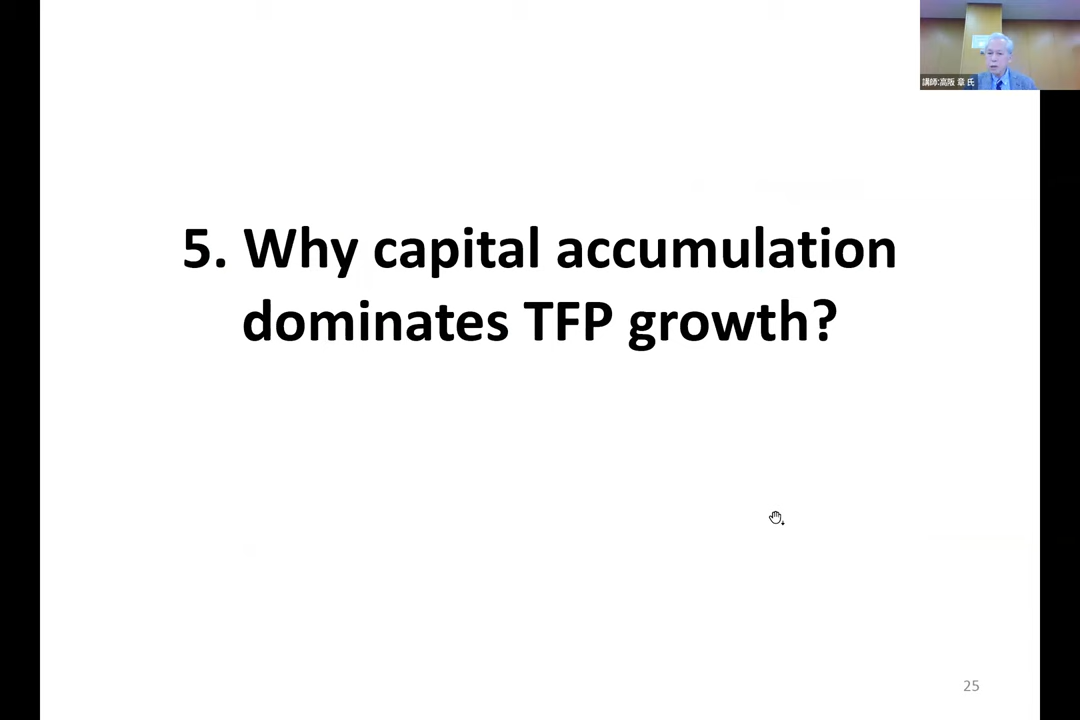 講師:高阪 章 氏
5. Why capital accumulation
dominates TFP growth?
25